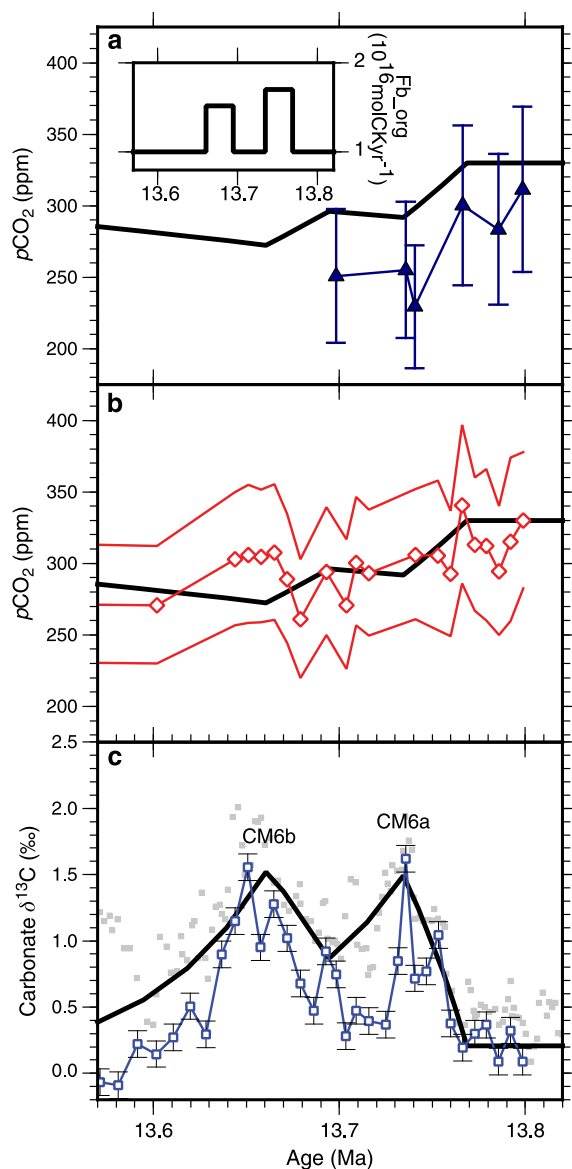 a
400
350
300
250
200
pCO2 (ppm)
2
1
Fb_org
(10^16 molCKyr^-1)
13.6 13.7 13.8
b
400
350
300
250
200
pCO2 (ppm)
c
2.5
2.0
1.5
1.0
0.5
0.0
Carbonate δ13C (‰)
CM6b
CM6a
13.6 13.7 13.8
Age (Ma)